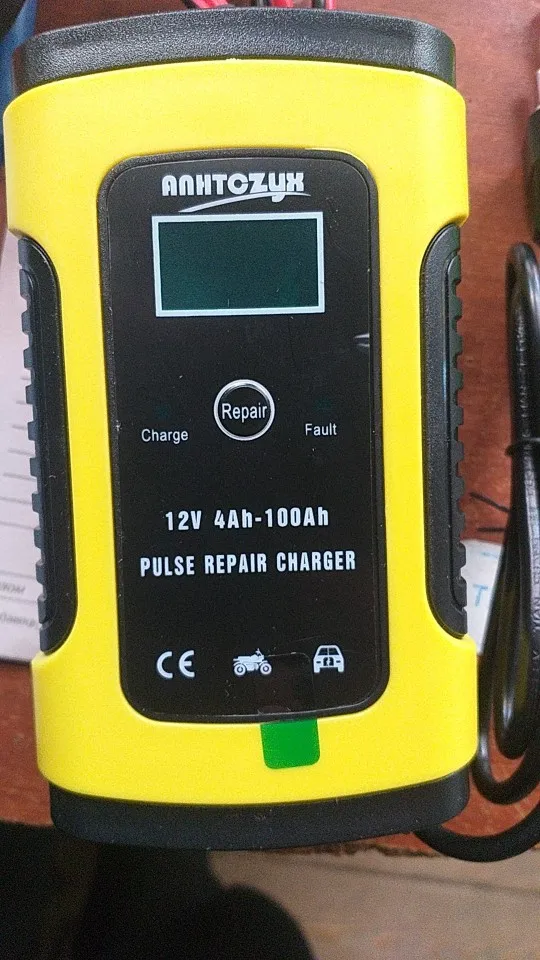 ANHTCZYX
Repair
Charge
Fault
12V 4Ah-100Ah
PULSE REPAIR CHARGER
CE